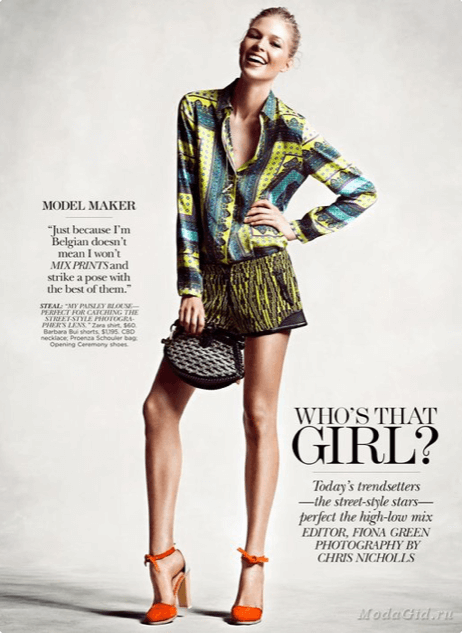 MODEL MAKER
“Just because I’m
Belgian doesn’t
mean I won’t
MIX PRINTS and
strike a pose with
the best of them.”
STEAL: “MY PAISLEY BLOUSE—
PERFECT FOR CATCHING THE
STREET-STYLE PHOTOGRA-
PHER’S LENS.” Zara shirt, $60.
Barbara Bui shorts, $1,195. CBD
necklace; Proenza Schouler bag;
Opening Ceremony shoes.
WHO’S THAT
GIRL?
Today’s trendsetters
—the street-style stars—
perfect the high-low mix
EDITOR, FIONA GREEN
PHOTOGRAPHY BY
CHRIS NICHOLLS
ModaGid.ru